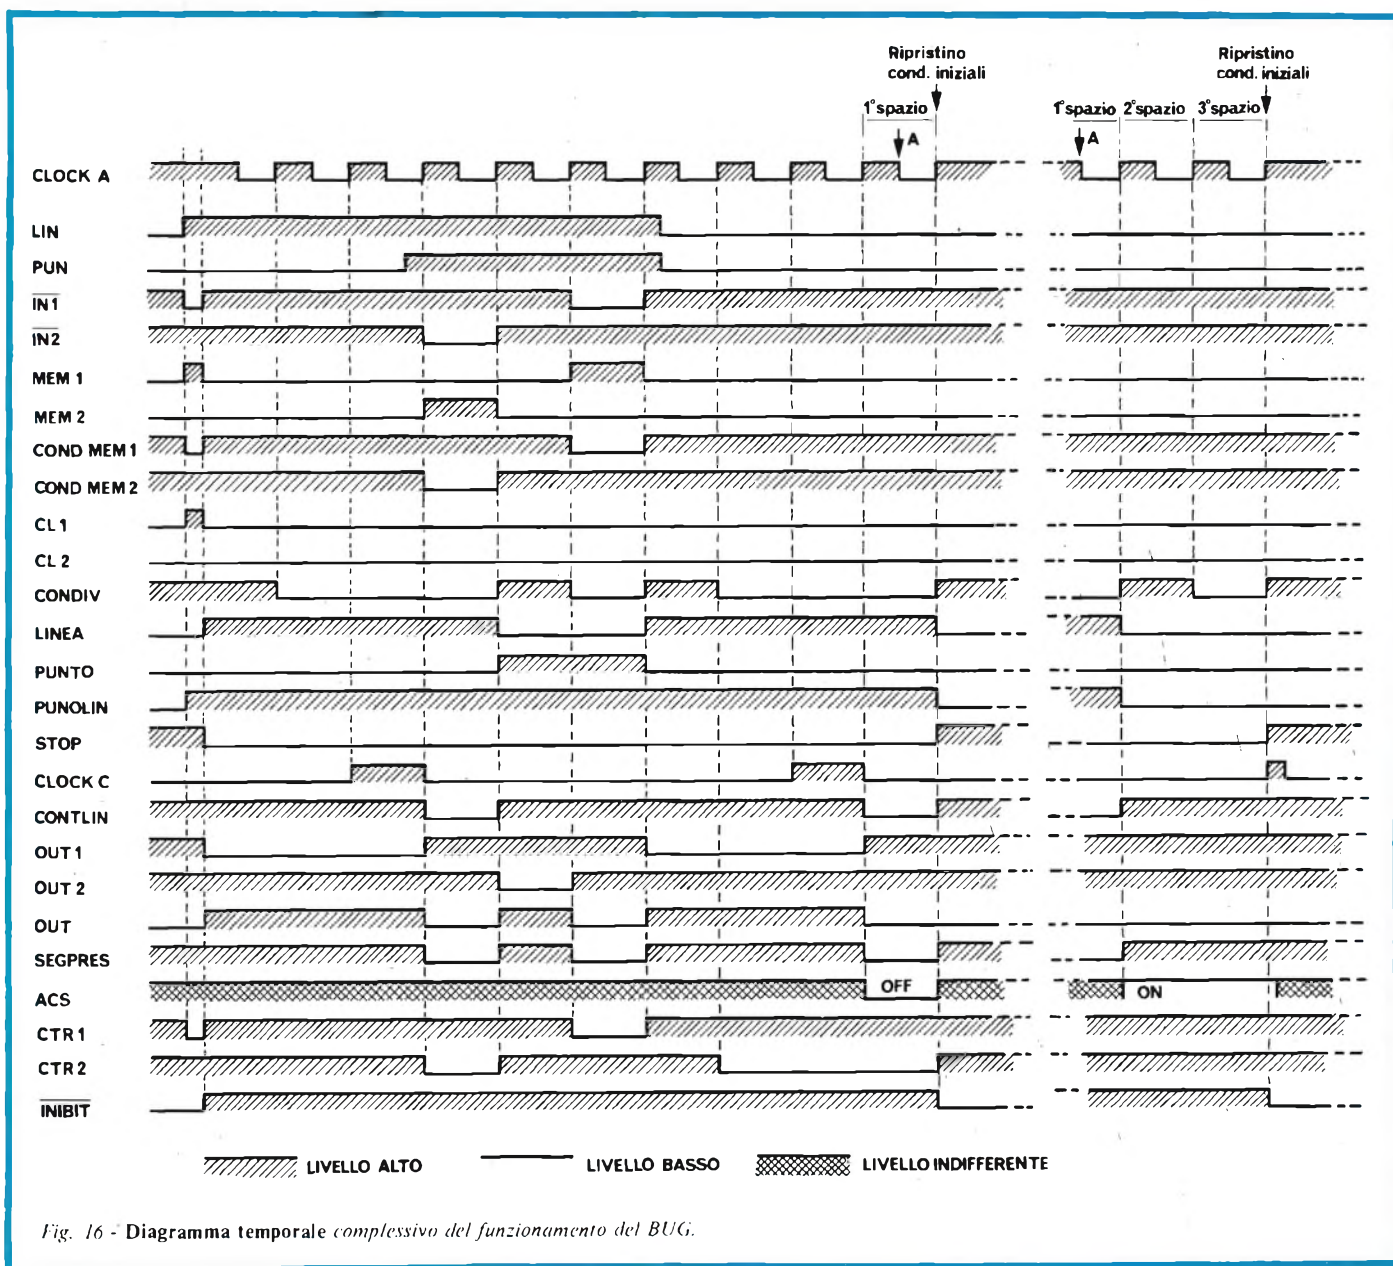 Ripristino
cond. iniziali
Ripristino
cond. iniziali
1° spazio
1° spazio
2° spazio
3° spazio
A
A
CLOCK A
LIN
PUN
IN1
IN2
MEM 1
MEM 2
COND MEM 1
COND MEM 2
CL 1
CL 2
CONDIV
LINEA
PUNTO
PUNOLIN
STOP
CLOCK C
CONTLIN
OUT 1
OUT 2
OUT
SEGPRES
ACS
OFF
ON
CTR 1
CTR 2
INIBIT
LIVELLO ALTO
LIVELLO BASSO
LIVELLO INDIFFERENTE
Fig. 16 - Diagramma temporale complessivo del funzionamento del BUG.